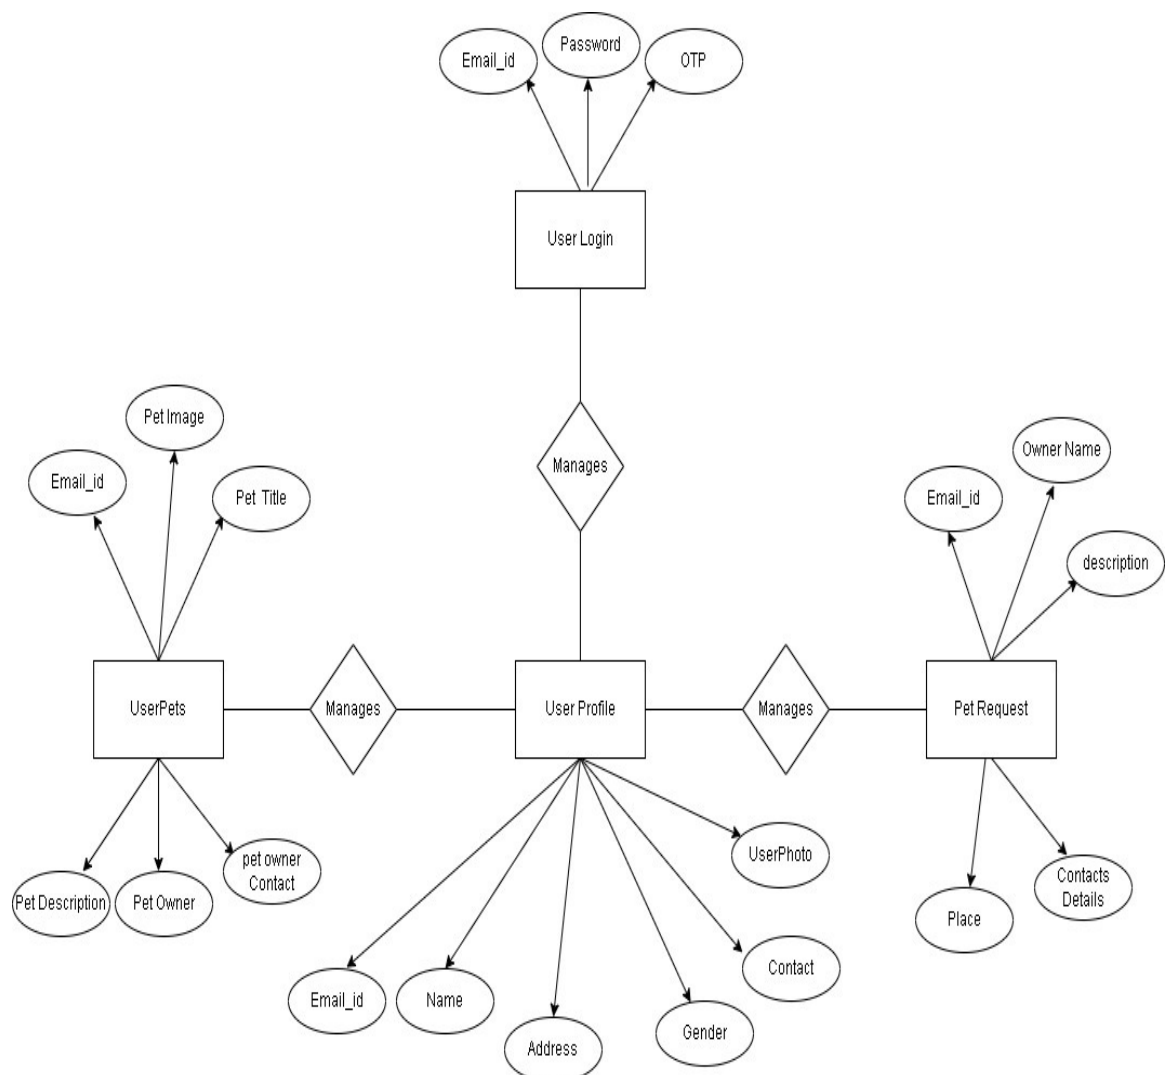 Email_id
Password
OTP
User Login
Manages
Pet Image
Email_id
Pet Title
Owner Name
Email_id
description
UserPets
Manages
User Profile
Manages
Pet Request
Pet Description
Pet Owner
pet owner
Contact
UserPhoto
Contacts
Details
Place
Email_id
Name
Address
Gender
Contact